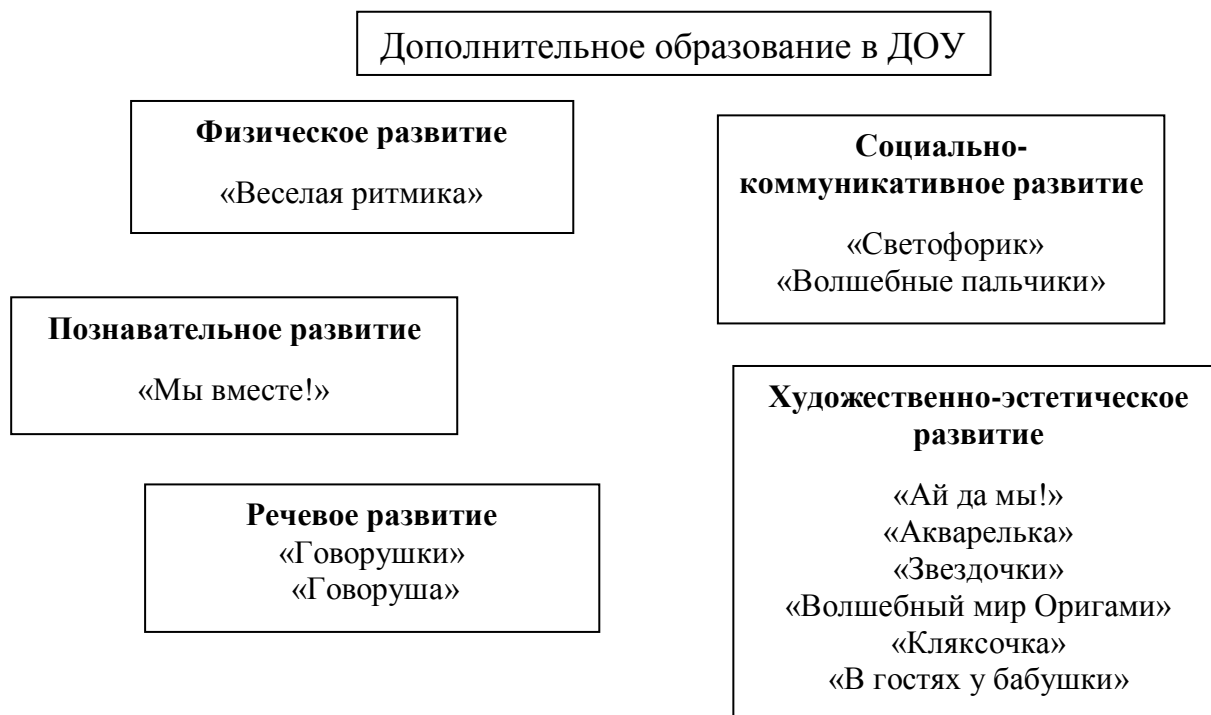 Дополнительное образование в ДОУ
Физическое развитие
«Веселая ритмика»
Социально-
коммуникативное развитие
«Светофорик»
«Волшебные пальчики»
Познавательное развитие
«Мы вместе!»
Художественно-эстетическое
развитие
«Ай да мы!»
«Акварелька»
«Звездочки»
«Волшебный мир Оригами»
«Кляксочка»
«В гостях у бабушки»
Речевое развитие
«Говорушки»
«Говоруша»